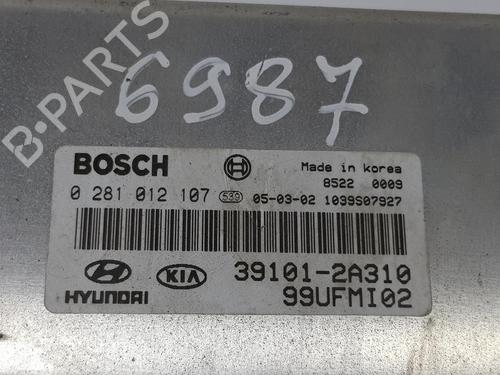 B-PARTS
6987
BOSCH
Made in korea
8522 0009
0 281 012 107 539 05-03-02 1039S07927
HYUNDAI KIA 39101-2A310
99UFMI02